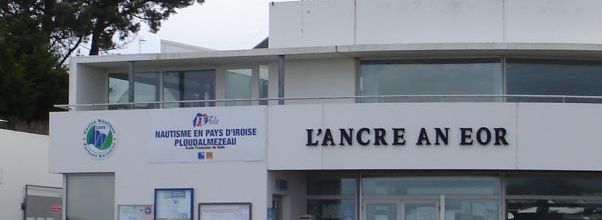 NAUTISME EN PAYS D'IROISE
PLOUDALMEZEAU
L'ANCRE AN EOR